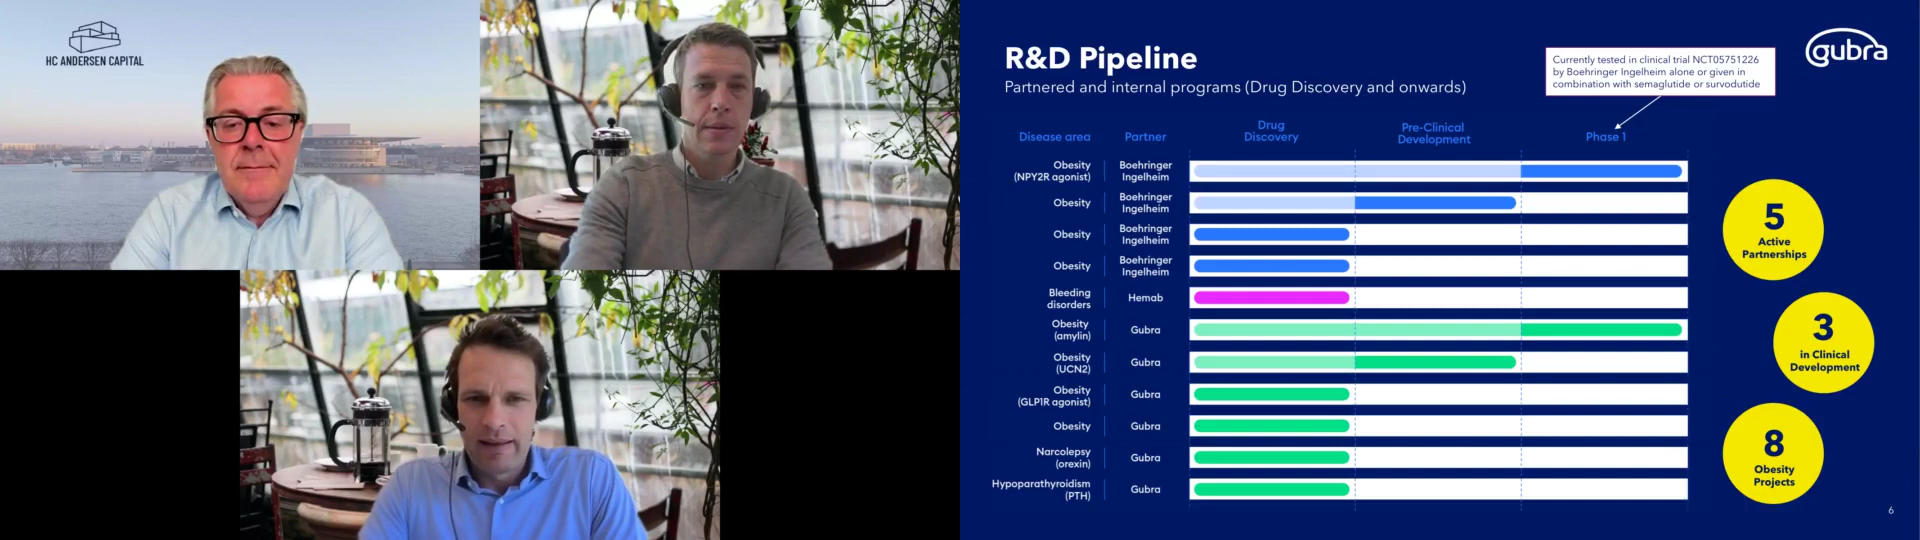 HC ANDERSEN CAPITAL
R&D Pipeline
Partnered and internal programs (Drug Discovery and onwards)
Currently tested in clinical trial NCT05751226
by Boehringer Ingelheim alone or given in
combination with semaglutide or survodutide
gubra
Disease area
Partner
Drug
Discovery
Pre-Clinical
Development
Phase 1
Obesity
(NPY2R agonist)
Boehringer
Ingelheim
Obesity
Boehringer
Ingelheim
Obesity
Boehringer
Ingelheim
Obesity
Boehringer
Ingelheim
Bleeding
disorders
Hemab
Obesity
(amylin)
Gubra
Obesity
(UCN2)
Gubra
Obesity
(GLP1R agonist)
Gubra
Obesity
Gubra
Narcolepsy
(orexin)
Gubra
Hypoparathyroidism
(PTH)
Gubra
5
Active
Partnerships
3
in Clinical
Development
8
Obesity
Projects
6